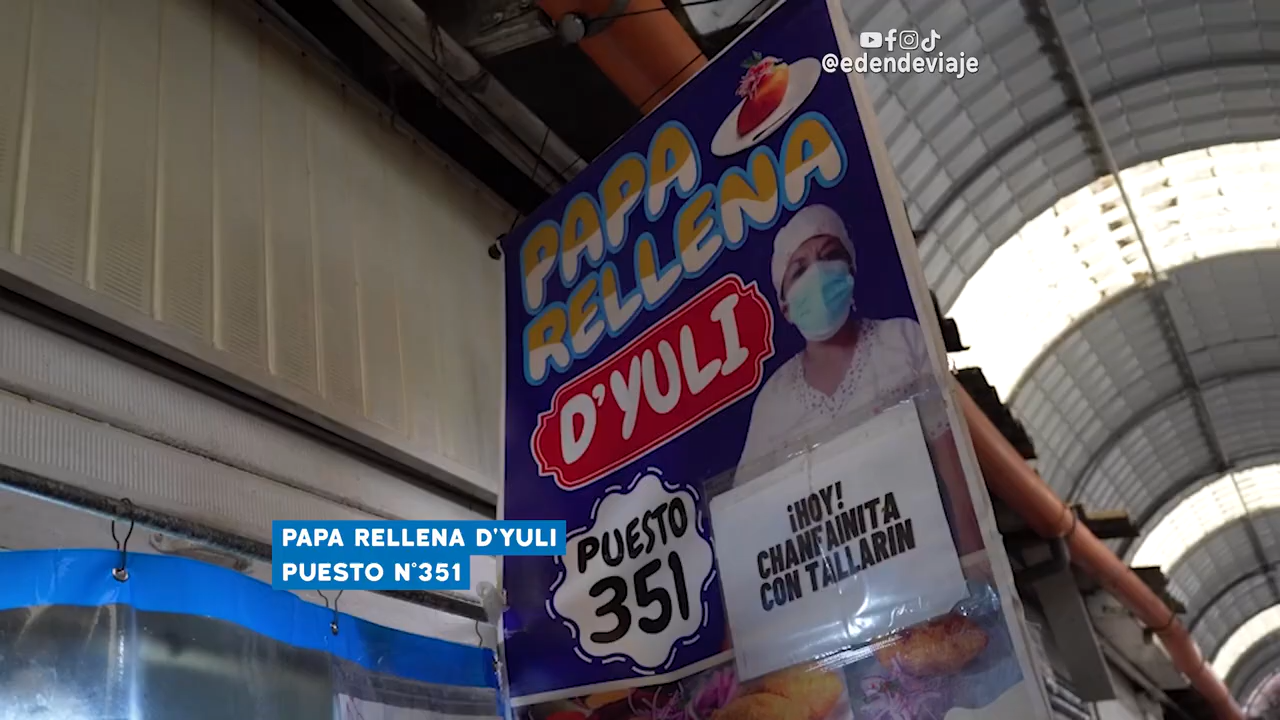 @edendeviaje
PAPA
RELLENA
D'YULI
PUESTO
351
¡HOY!
CHANFAINITA
CON TALLARIN
PAPA RELLENA D'YULI
PUESTO N°351